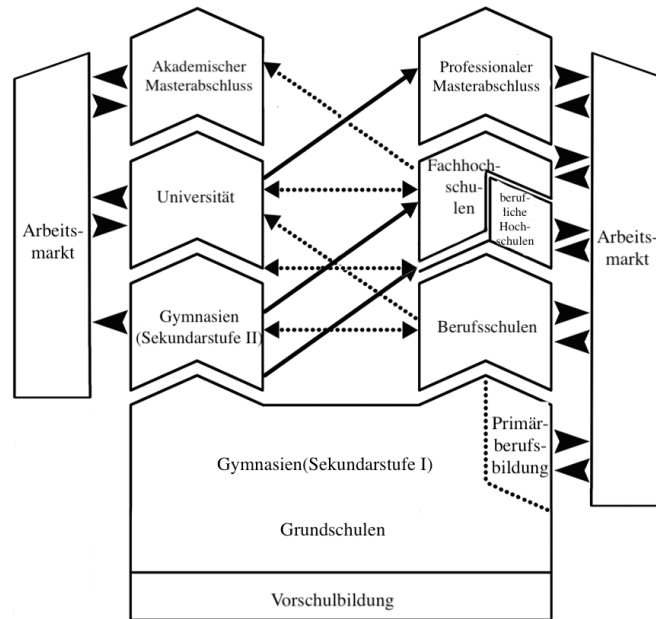 Akademischer
Masterabschluss
Professionaler
Masterabschluss
Universität
Fachhoch-
schu-
len
beruf-
liche
Hoch-
schulen
Arbeits-
markt
Arbeits-
markt
Gymnasien
(Sekundarstufe II)
Berufsschulen
Primär-
berufs-
bildung
Gymnasien(Sekundarstufe I)
Grundschulen
Vorschulbildung